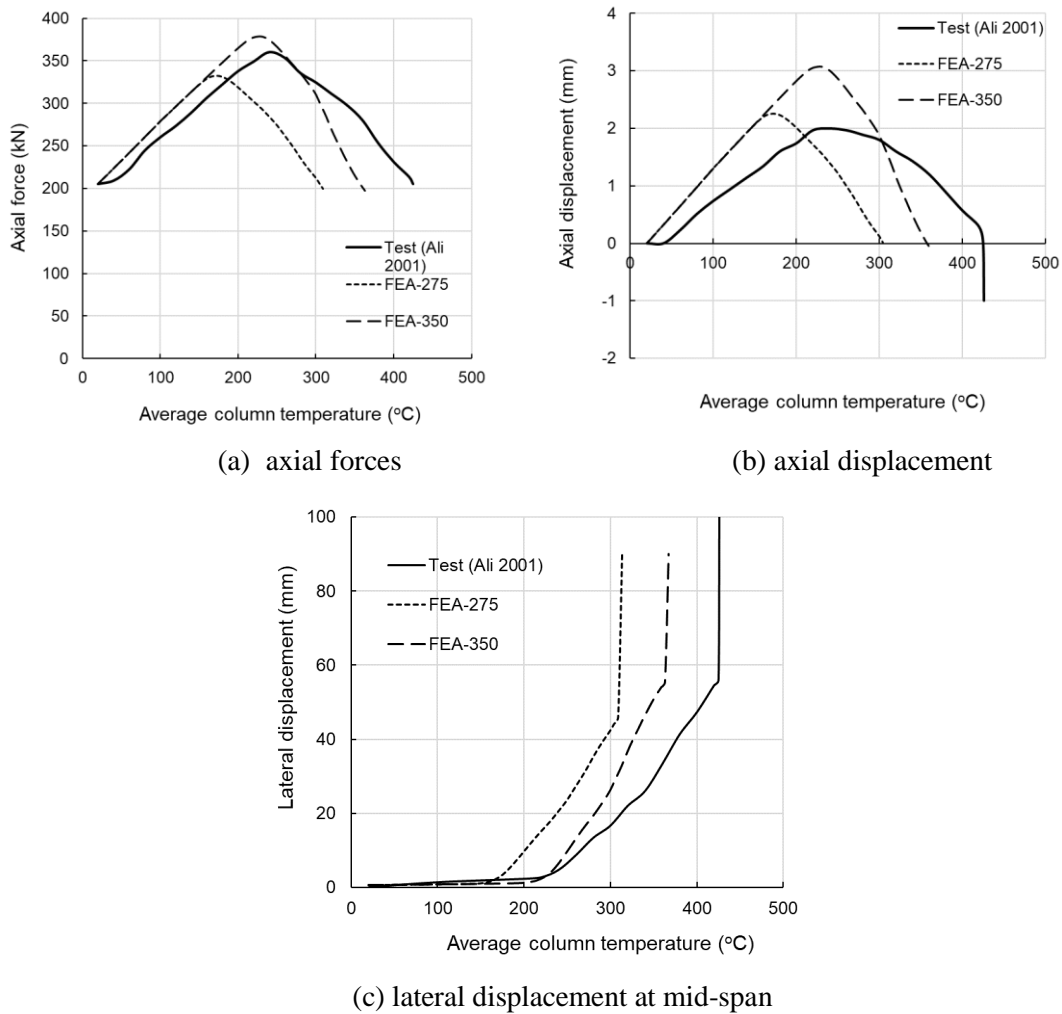 400
350
300
250
200
150
100
50
0
0 100 200 300 400 500
Axial force (kN)
Average column temperature (ᵒC)
Test (Ali
2001)
FEA-275
FEA-350
(a) axial forces
4
3
2
1
0
-1
-2
0 100 200 300 400 500
Axial displacement (mm)
Average column temperature (ᵒC)
Test (Ali 2001)
FEA-275
FEA-350
(b) axial displacement
100
80
60
40
20
0
0 100 200 300 400 500
Lateral displacement (mm)
Average column temperature (ᵒC)
Test (Ali 2001)
FEA-275
FEA-350
(c) lateral displacement at mid-span